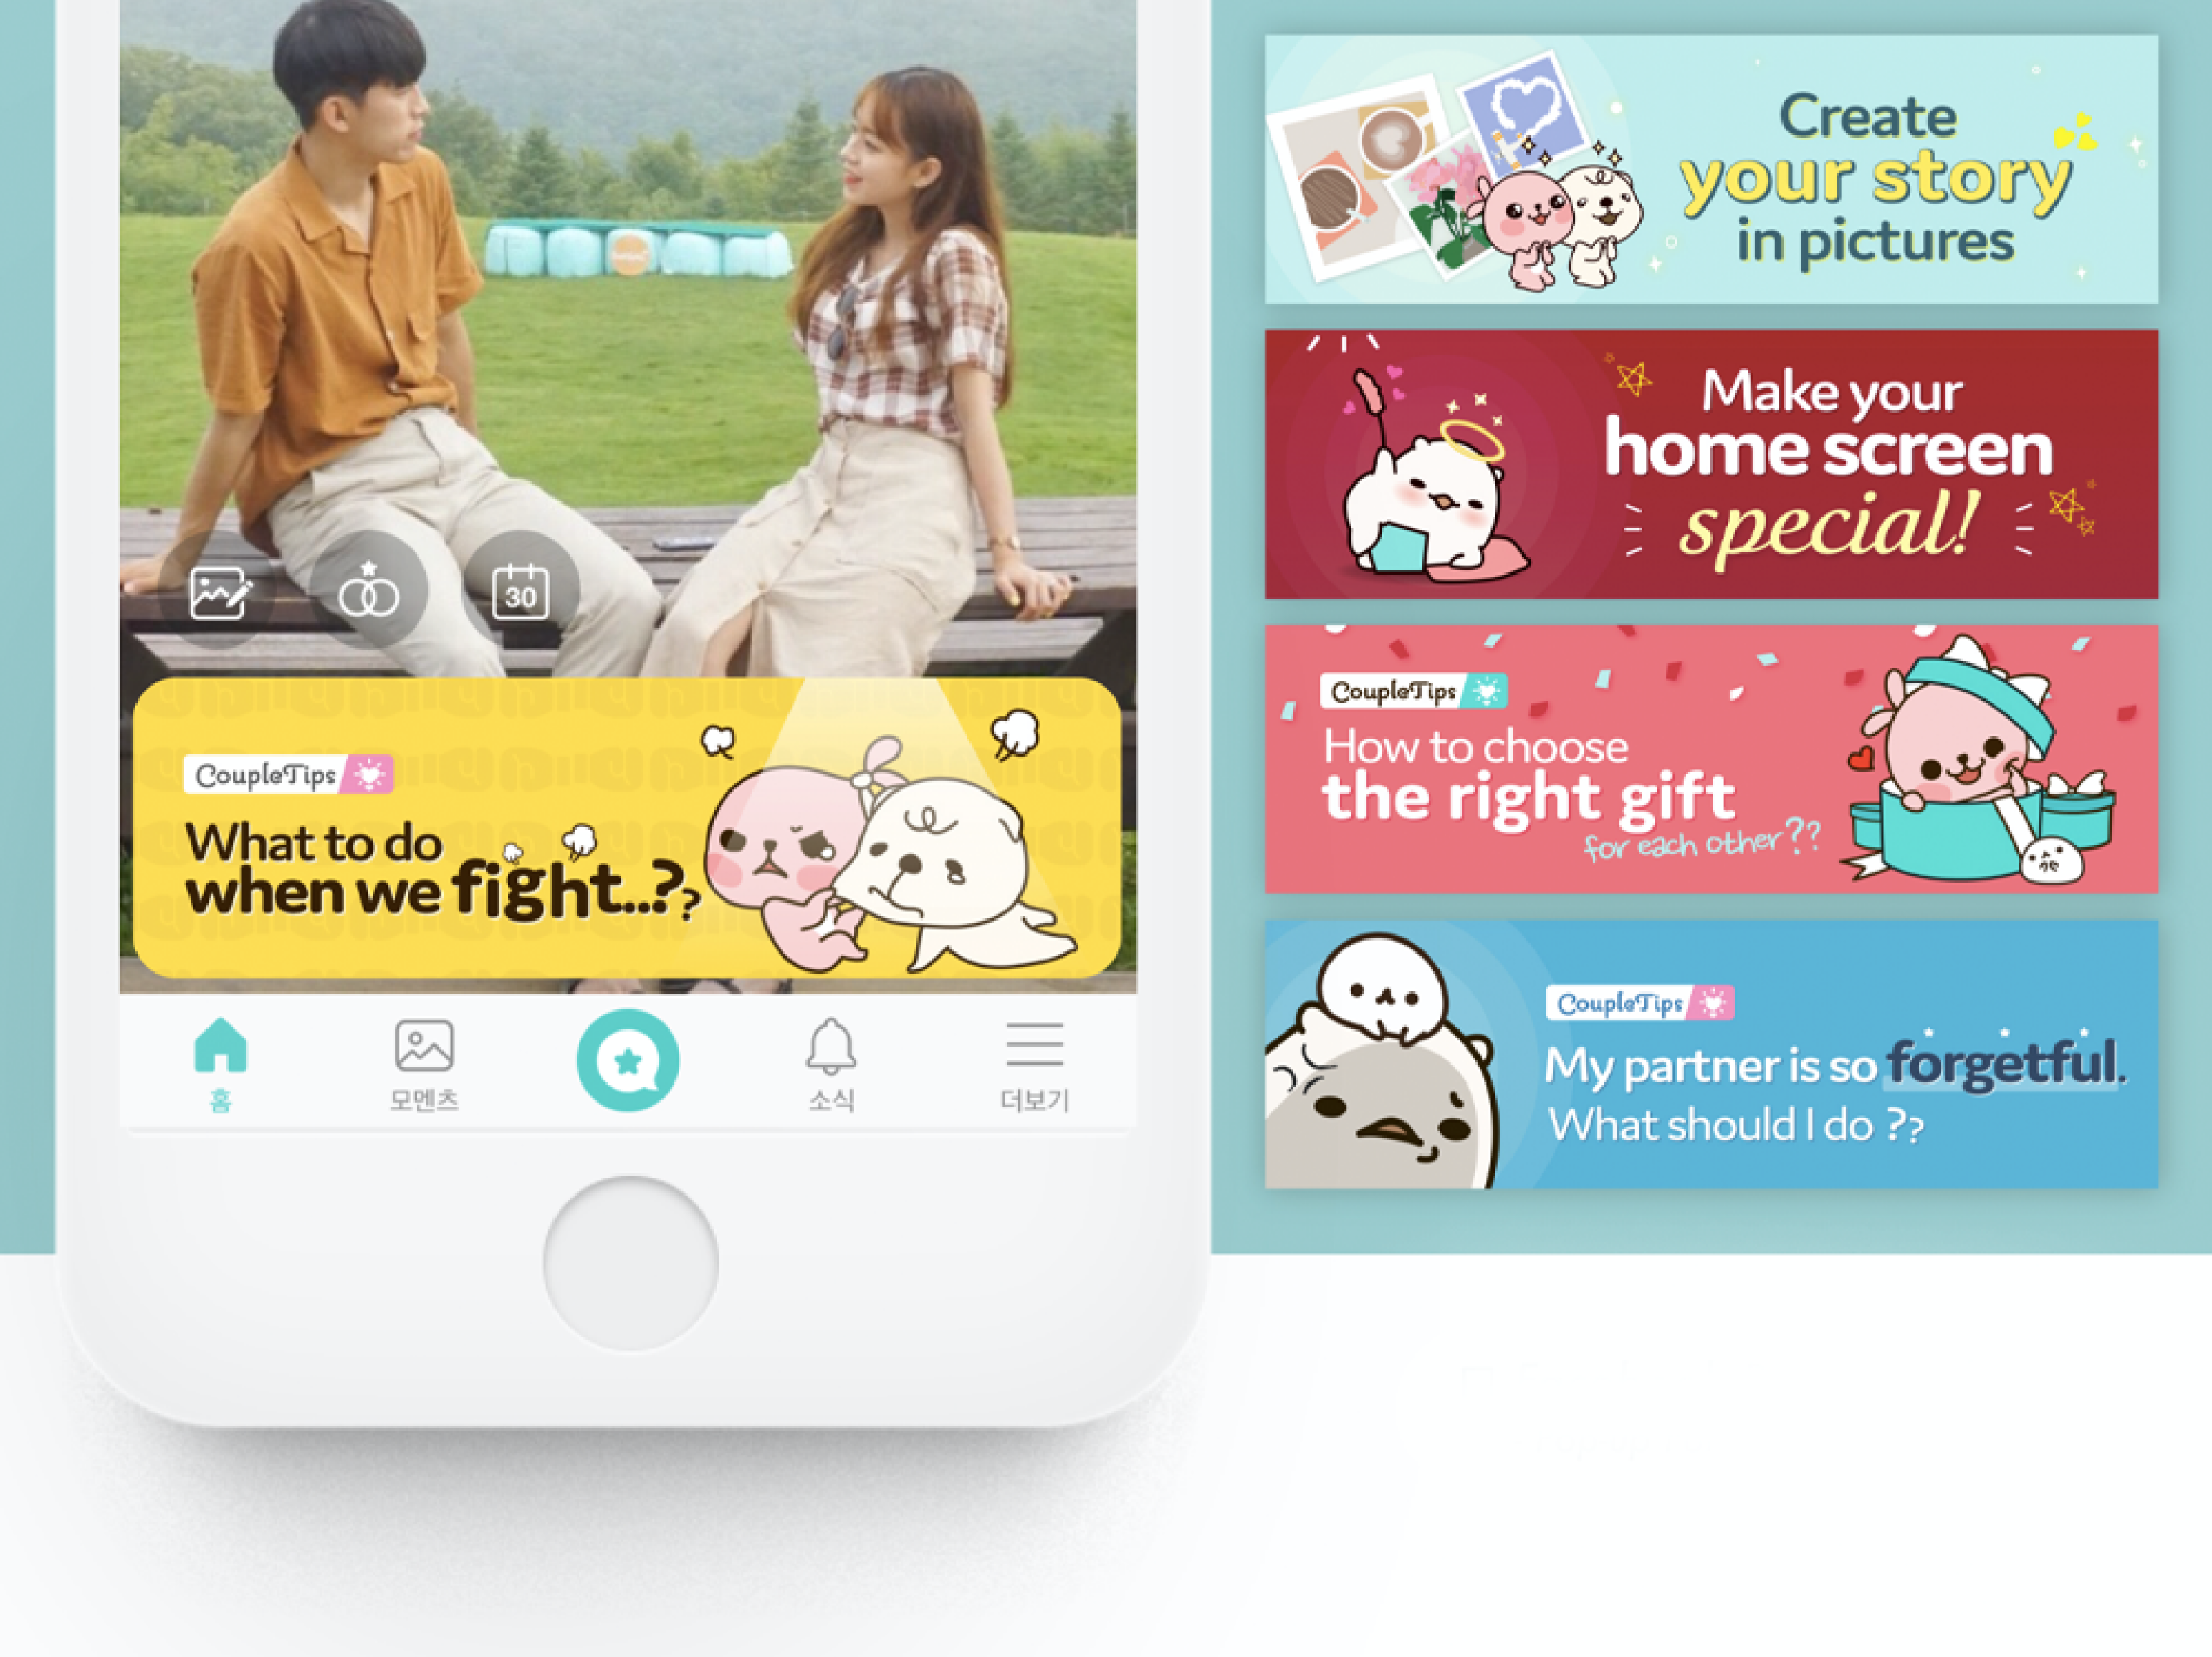 30
CoupleTips
What to do
when we fight..??
홈
모멘츠
소식
더보기
Create
your story
in pictures
Make your
home screen
special!
CoupleTips
How to choose
the right gift
for each other??
CoupleTips
My partner is so forgetful.
What should I do ??